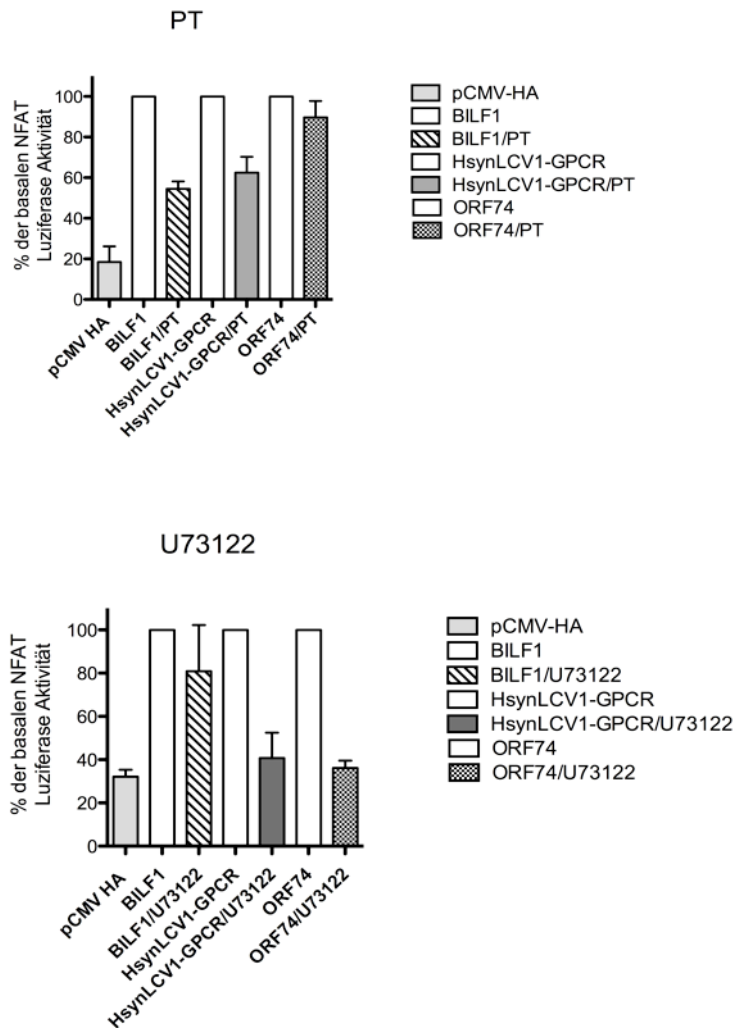 PT
% der basalen NFAT
Luziferase Aktivität
100
80
60
40
20
0
pCMV HA
BILF1
BILF1/PT
HsynLCV1-GPCR
HsynLCV1-GPCR/PT
ORF74
ORF74/PT
pCMV-HA
BILF1
BILF1/PT
HsynLCV1-GPCR
HsynLCV1-GPCR/PT
ORF74
ORF74/PT
U73122
% der basalen NFAT
Luziferase Aktivität
100
80
60
40
20
0
pCMV HA
BILF1
BILF1/U73122
HsynLCV1-GPCR
HsynLCV1-GPCR/U73122
ORF74
ORF74/U73122
pCMV-HA
BILF1
BILF1/U73122
HsynLCV1-GPCR
HsynLCV1-GPCR/U73122
ORF74
ORF74/U73122